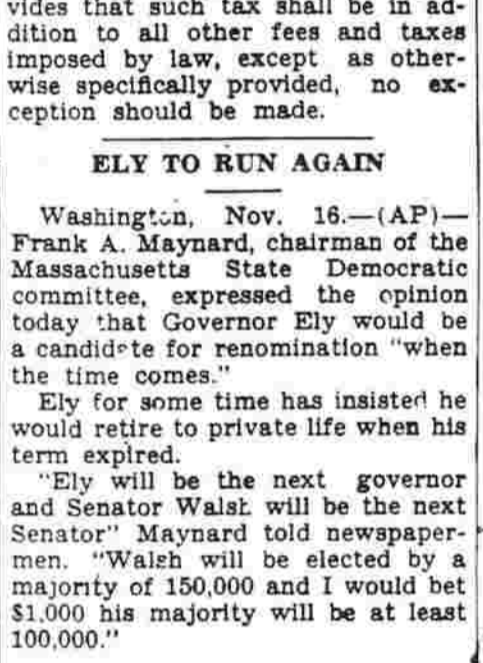 vides that such tax shall be in ad-
dition to all other fees and taxes
imposed by law, except as other-
wise specifically provided, no ex-
ception should be made.
ELY TO RUN AGAIN
Washington, Nov. 16.—(AP)—
Frank A. Maynard, chairman of the
Massachusetts State Democratic
committee, expressed the opinion
today that Governor Ely would be
a candidate for renomination "when
the time comes."
Ely for some time has insisted he
would retire to private life when his
term expired.
"Ely will be the next governor
and Senator Walsh will be the next
Senator" Maynard told newspaper-
men. "Walsh will be elected by a
majority of 150,000 and I would bet
$1,000 his majority will be at least
100,000."